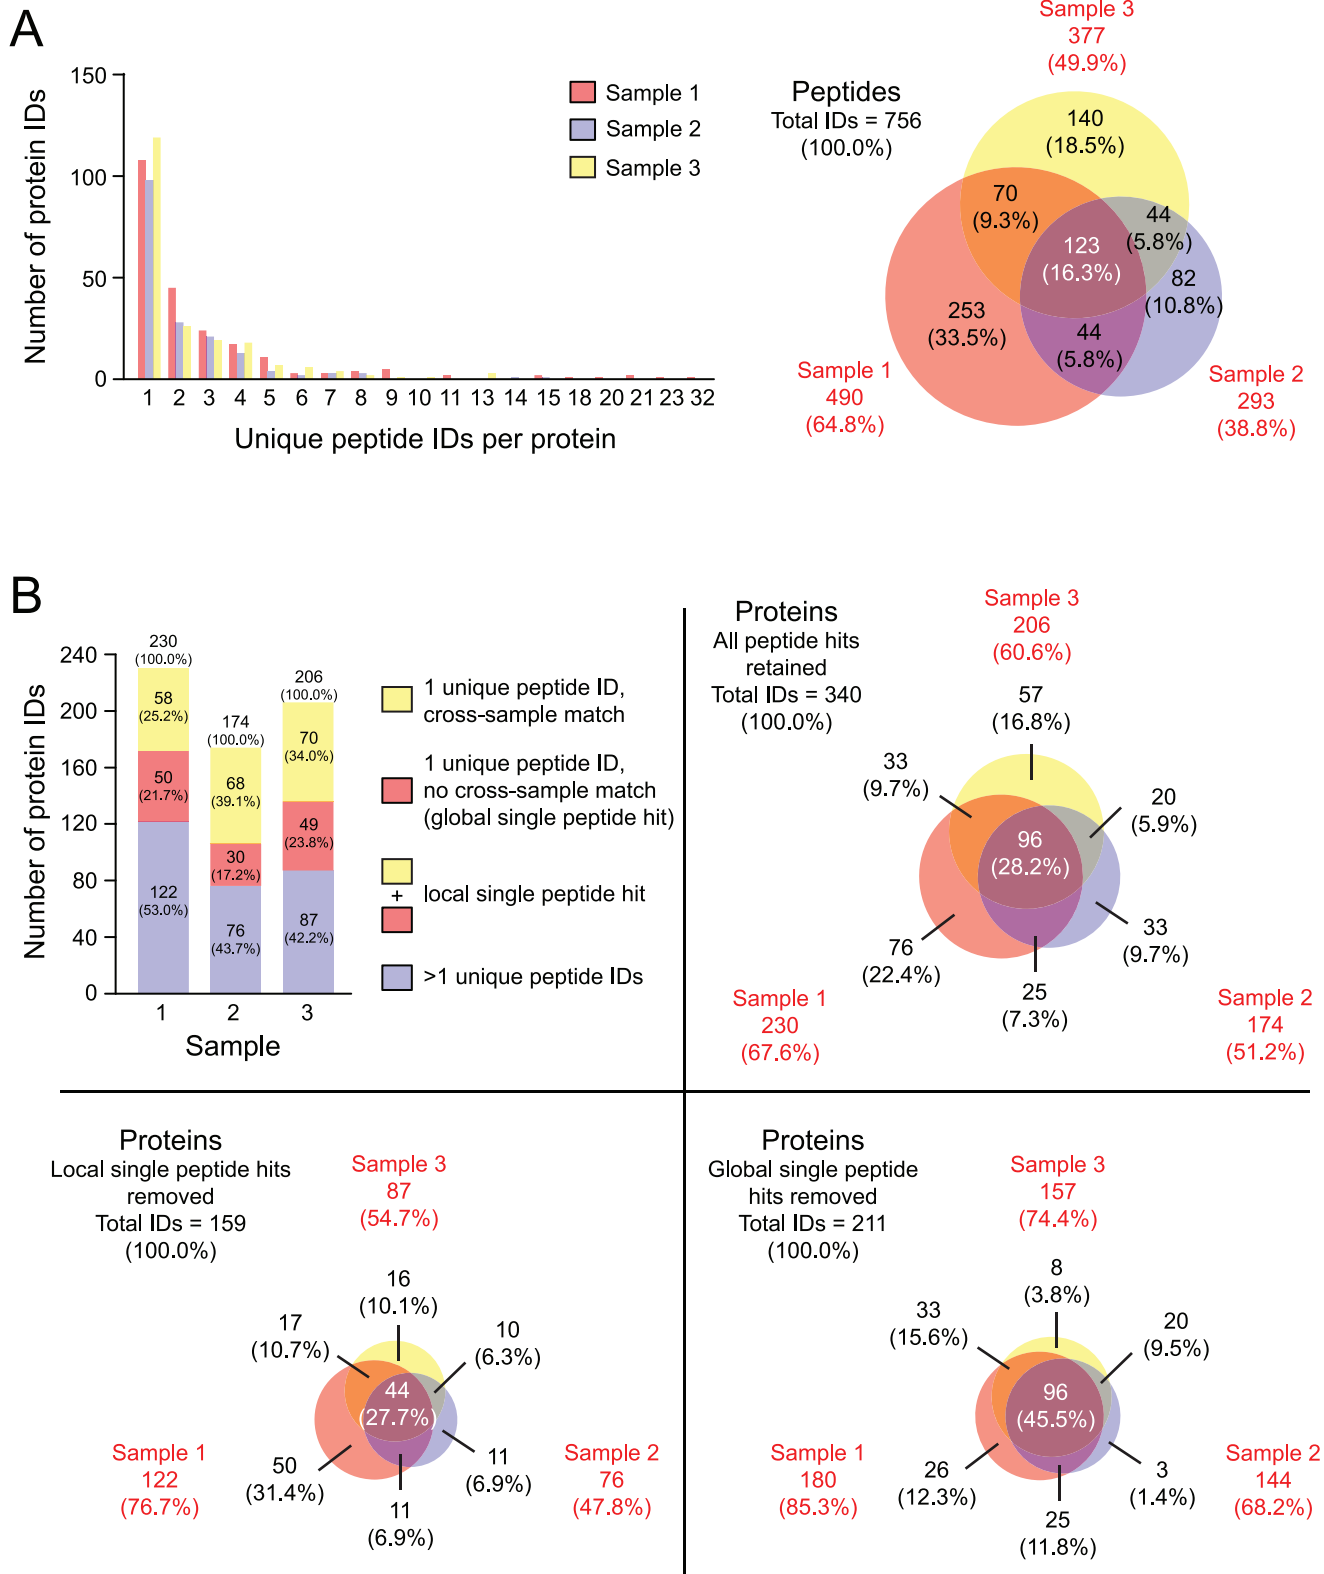 A
Number of protein IDs
150
100
50
0
1 2 3 4 5 6 7 8 9 10 11 13 14 15 18 20 21 23 32
Unique peptide IDs per protein
Sample 1
Sample 2
Sample 3
Peptides
Total IDs = 756
(100.0%)
Sample 3
377
(49.9%)
140
(18.5%)
70
(9.3%)
44
(5.8%)
123
(16.3%)
82
(10.8%)
253
(33.5%)
44
(5.8%)
Sample 1
490
(64.8%)
Sample 2
293
(38.8%)
B
Number of protein IDs
240
200
160
120
80
40
0
230
(100.0%)
58
(25.2%)
50
(21.7%)
122
(53.0%)
174
(100.0%)
68
(39.1%)
30
(17.2%)
76
(43.7%)
206
(100.0%)
70
(34.0%)
49
(23.8%)
87
(42.2%)
1 2 3
Sample
1 unique peptide ID,
cross-sample match
1 unique peptide ID,
no cross-sample match
(global single peptide hit)
+ local single peptide hit
>1 unique peptide IDs
Proteins
All peptide hits
retained
Total IDs = 340
(100.0%)
Sample 3
206
(60.6%)
57
(16.8%)
33
(9.7%)
20
(5.9%)
96
(28.2%)
33
(9.7%)
76
(22.4%)
25
(7.3%)
Sample 1
230
(67.6%)
Sample 2
174
(51.2%)
Proteins
Local single peptide hits
removed
Total IDs = 159
(100.0%)
Sample 3
87
(54.7%)
16
(10.1%)
17
(10.7%)
10
(6.3%)
44
(27.7%)
11
(6.9%)
50
(31.4%)
11
(6.9%)
Sample 1
122
(76.7%)
Sample 2
76
(47.8%)
Proteins
Global single peptide
hits removed
Total IDs = 211
(100.0%)
Sample 3
157
(74.4%)
8
(3.8%)
33
(15.6%)
20
(9.5%)
96
(45.5%)
3
(1.4%)
26
(12.3%)
25
(11.8%)
Sample 1
180
(85.3%)
Sample 2
144
(68.2%)